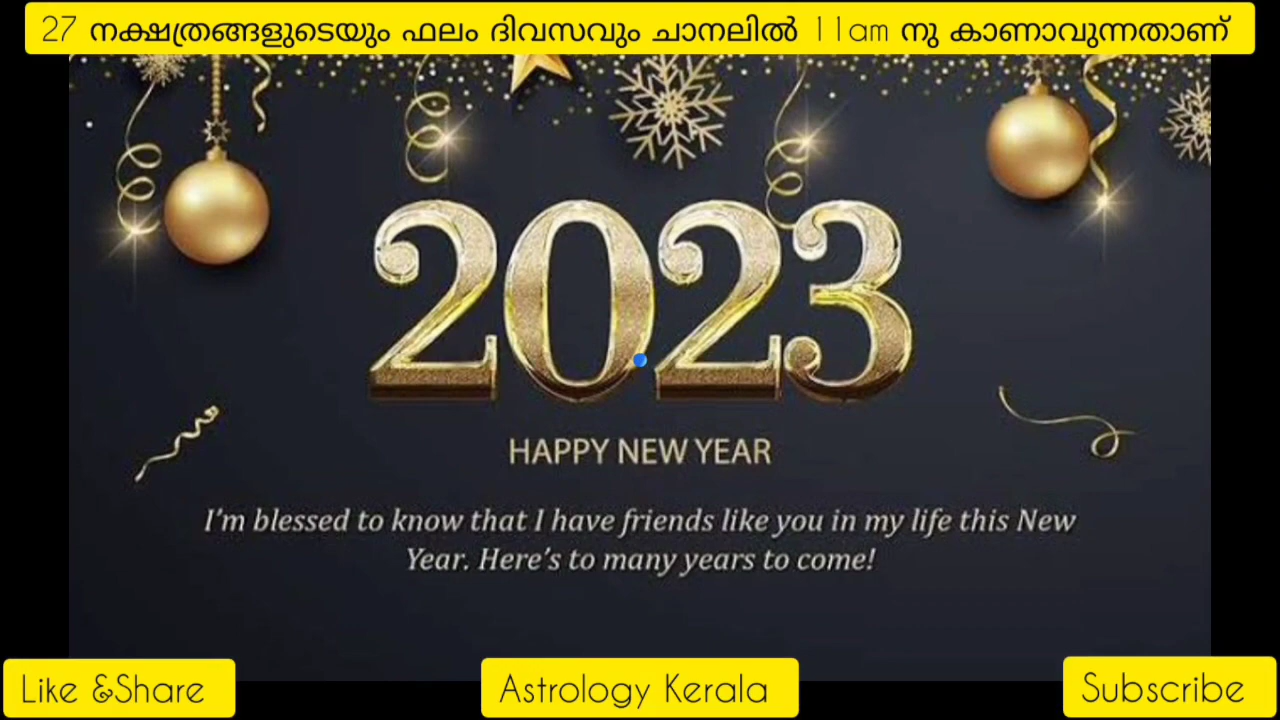 27 നക്ഷത്രങ്ങളുടെയും ഫലം ദിവസവും ചാനലിൽ 11am നു കാണാവുന്നതാണ്
2023
HAPPY NEW YEAR
I'm blessed to know that I have friends like you in my life this New
Year. Here's to many years to come!
Like &Share
Astrology Kerala
Subscribe